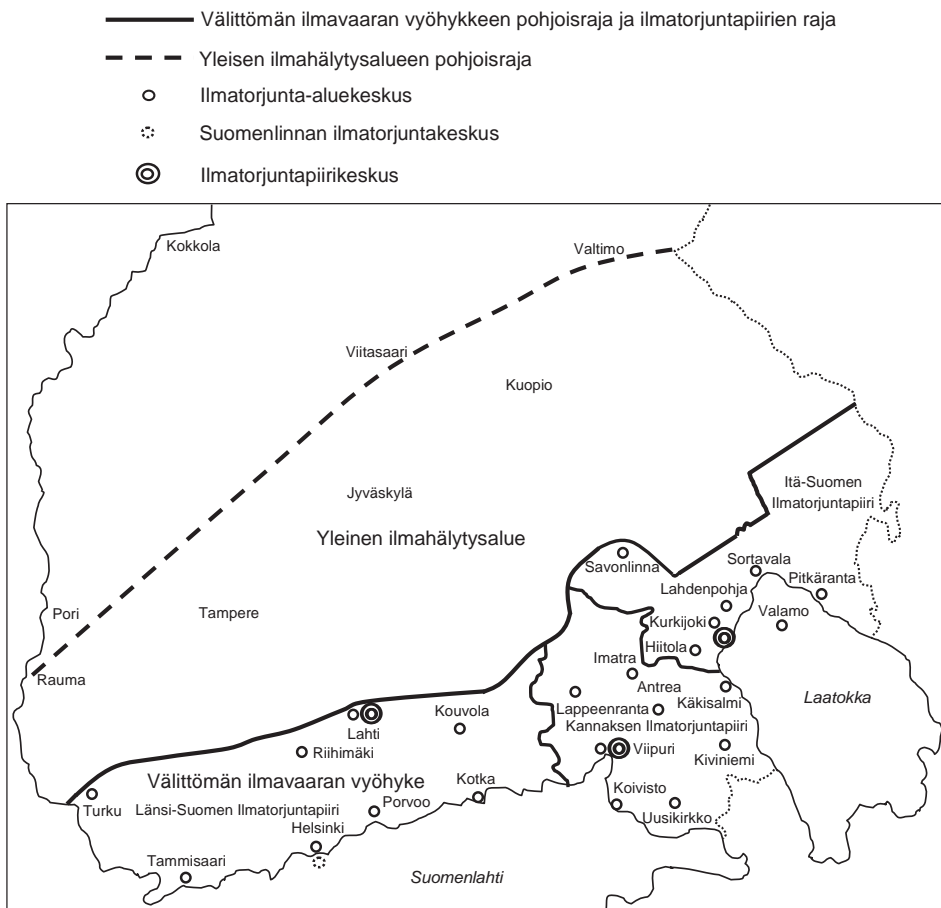 Välittömän ilmavaaran vyöhykkeen pohjoisraja ja ilmatorjuntapiirien raja
Yleisen ilmahälytysalueen pohjoisraja
Ilmatorjunta-aluekeskus
Suomenlinnan ilmatorjuntakeskus
Ilmatorjuntapiirikeskus
Kokkola
Valtimo
Viitasaari
Kuopio
Jyväskylä
Itä-Suomen
Ilmatorjuntapiiri
Yleinen ilmahälytysalue
Savonlinna
Sortavala
Pitkäranta
Lahdenpohja
Pori
Tampere
Valamo
Kurkijoki
Hiitola
Rauma
Imatra
Antrea
Käkisalmi
Laatokka
Lappeenranta
Kouvola
Lahti
Kannaksen Ilmatorjuntapiiri
Riihimäki
Viipuri
Kiviniemi
Välittömän ilmavaaran vyöhyke
Kotka
Koivisto
Turku
Länsi-Suomen Ilmatorjuntapiiri
Porvoo
Uusikirkko
Helsinki
Tammisaari
Suomenlahti